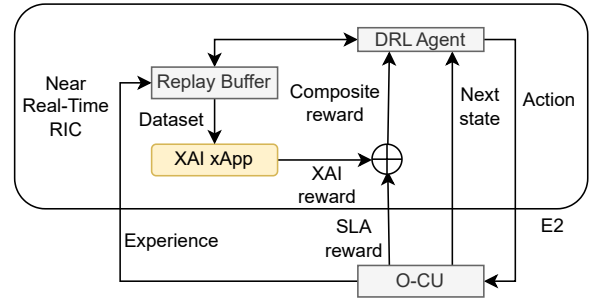 DRL Agent
Near
Real-Time
RIC
Replay Buffer
Composite
reward
Next
state
Action
Dataset
XAI xApp
XAI
reward
SLA
reward
E2
Experience
O-CU